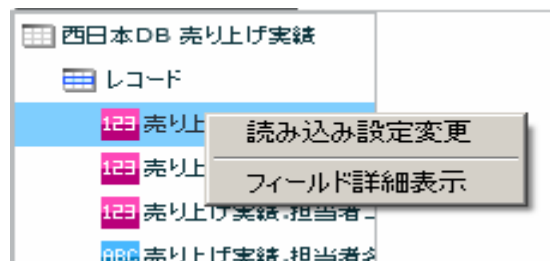 西日本DB 売り上げ実績
レコード
123 売り上
読み込み設定変更
123 売り上
フィールド詳細表示
123 売り上げ実績.担当者
ABC 売り上げ実績.担当者名